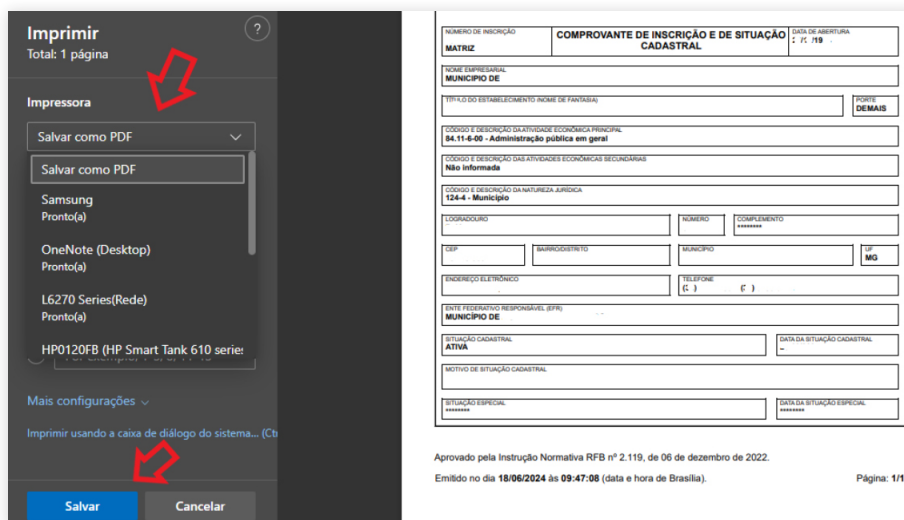 Imprimir
?
Total: 1 página
Impressora
Salvar como PDF
Salvar como PDF
Samsung
Pronto(a)
OneNote (Desktop)
Pronto(a)
L6270 Series(Rede)
Pronto(a)
HP0120FB (HP Smart Tank 610 series
Mais configurações
Imprimir usando a caixa de diálogo do sistema... (Ct
Salvar
Cancelar
NÚMERO DE INSCRIÇÃO
MATRIZ
COMPROVANTE DE INSCRIÇÃO E DE SITUAÇÃO
CADASTRAL
DATA DE ABERTURA
/19
NOME EMPRESARIAL
MUNICIPIO DE
DO ESTABELECIMENTO (NOME DE FANTASIA)
PORTE
DEMAIS
CÓDIGO E DESCRIÇÃO DA ATIVIDADE ECONÔMICA PRINCIPAL
84.11-6-00 - Administração pública em geral
CÓDIGO E DESCRIÇÃO DAS ATIVIDADES ECONÔMICAS SECUNDÁRIAS
Não informada
CÓDIGO E DESCRIÇÃO DA NATUREZA JURÍDICA
124-4 - Município
LOGRADOURO
NÚMERO
COMPLEMENTO
********
CEP
BAIRRO/DISTRITO
MUNICÍPIO
UF
MG
ENDEREÇO ELETRÔNICO
TELEFONE
ENTE FEDERATIVO RESPONSÁVEL (EFR)
MUNICÍPIO DE
SITUAÇÃO CADASTRAL
ATIVA
DATA DA SITUAÇÃO CADASTRAL
MOTIVO DE SITUAÇÃO CADASTRAL
SITUAÇÃO ESPECIAL
********
DATA DA SITUAÇÃO ESPECIAL
********
Aprovado pela Instrução Normativa RFB nº 2.119, de 06 de dezembro de 2022.
Emitido no dia 18/06/2024 às 09:47:08 (data e hora de Brasília).
Página: 1/1